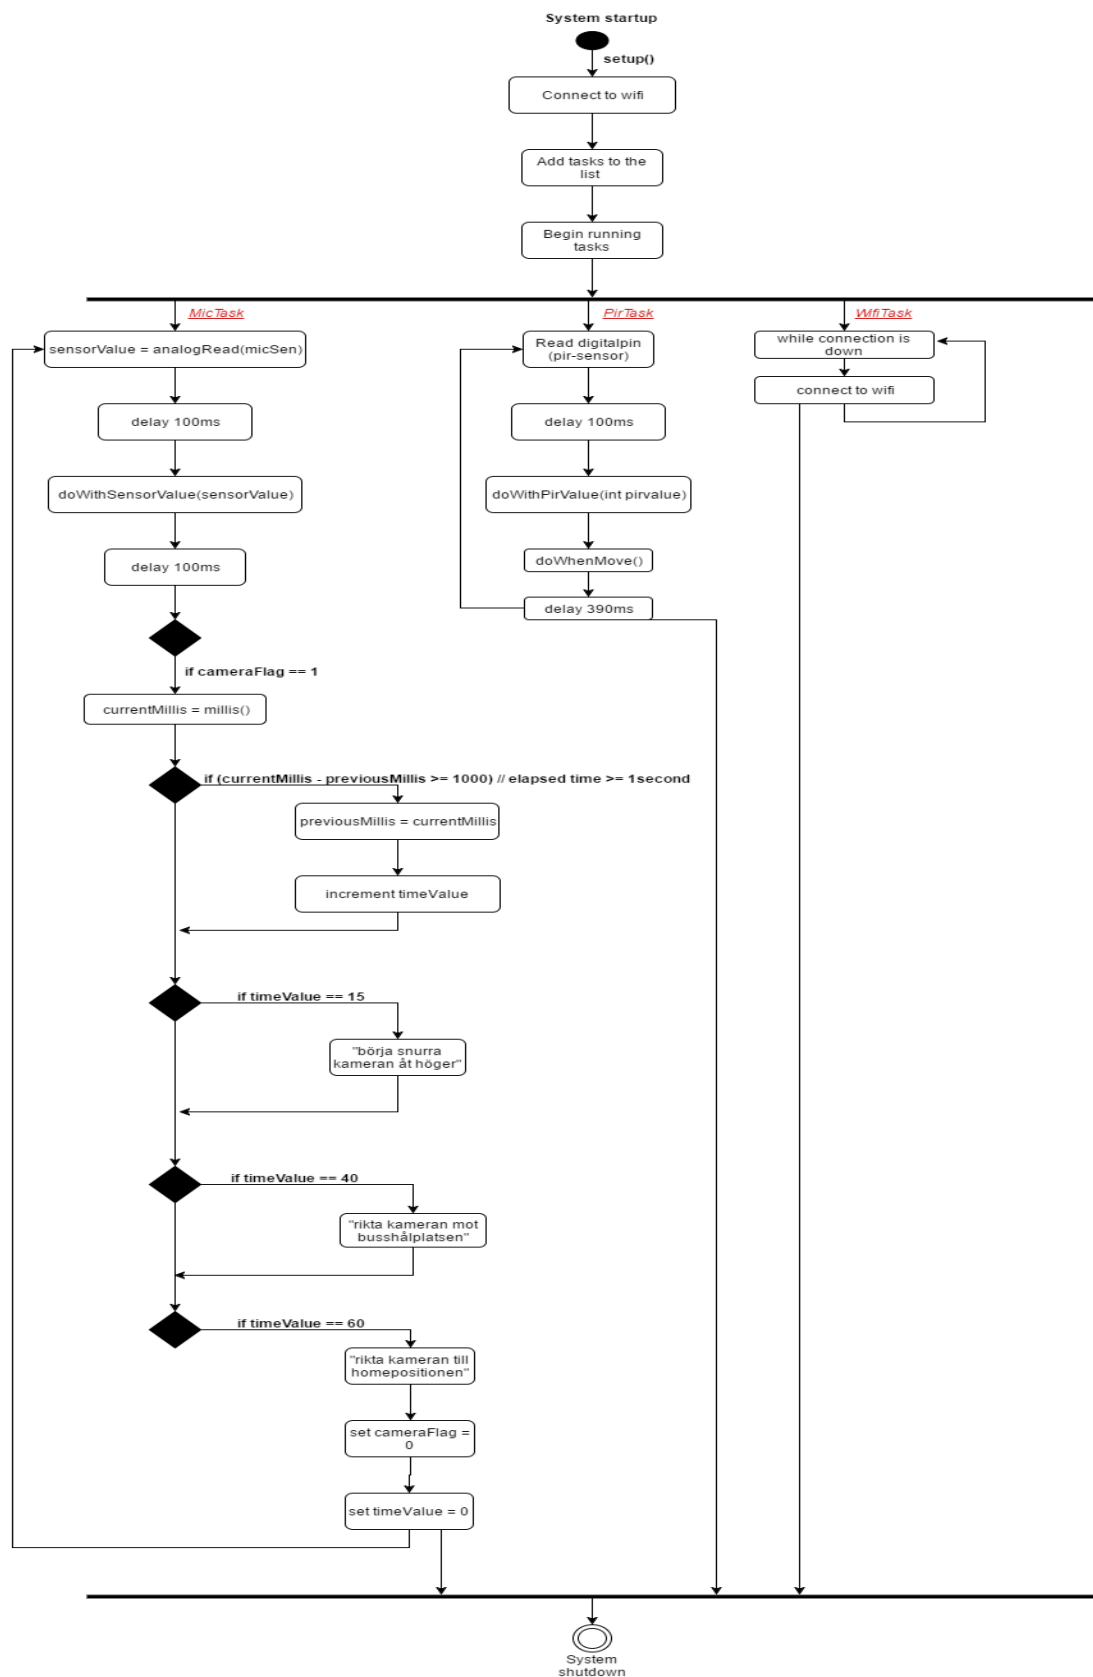 System startup
setup()
Connect to wifi
Add tasks to the
list
Begin running
tasks
MicTask
sensorValue = analogRead(micSen)
delay 100ms
doWithSensorValue(sensorValue)
delay 100ms
if cameraFlag == 1
currentMillis = millis()
if (currentMillis - previousMillis >= 1000) // elapsed time >= 1second
previousMillis = currentMillis
increment timeValue
if timeValue == 15
"börja snurra
kameran åt höger"
if timeValue == 40
"rikta kameran mot
busshålplatsen"
if timeValue == 60
"rikta kameran till
homepositionen"
set cameraFlag =
0
set timeValue = 0
PirTask
Read digitalpin
(pir-sensor)
delay 100ms
doWithPirValue(int pirvalue)
doWhenMove()
delay 390ms
WifiTask
while connection is
down
connect to wifi
System
shutdown